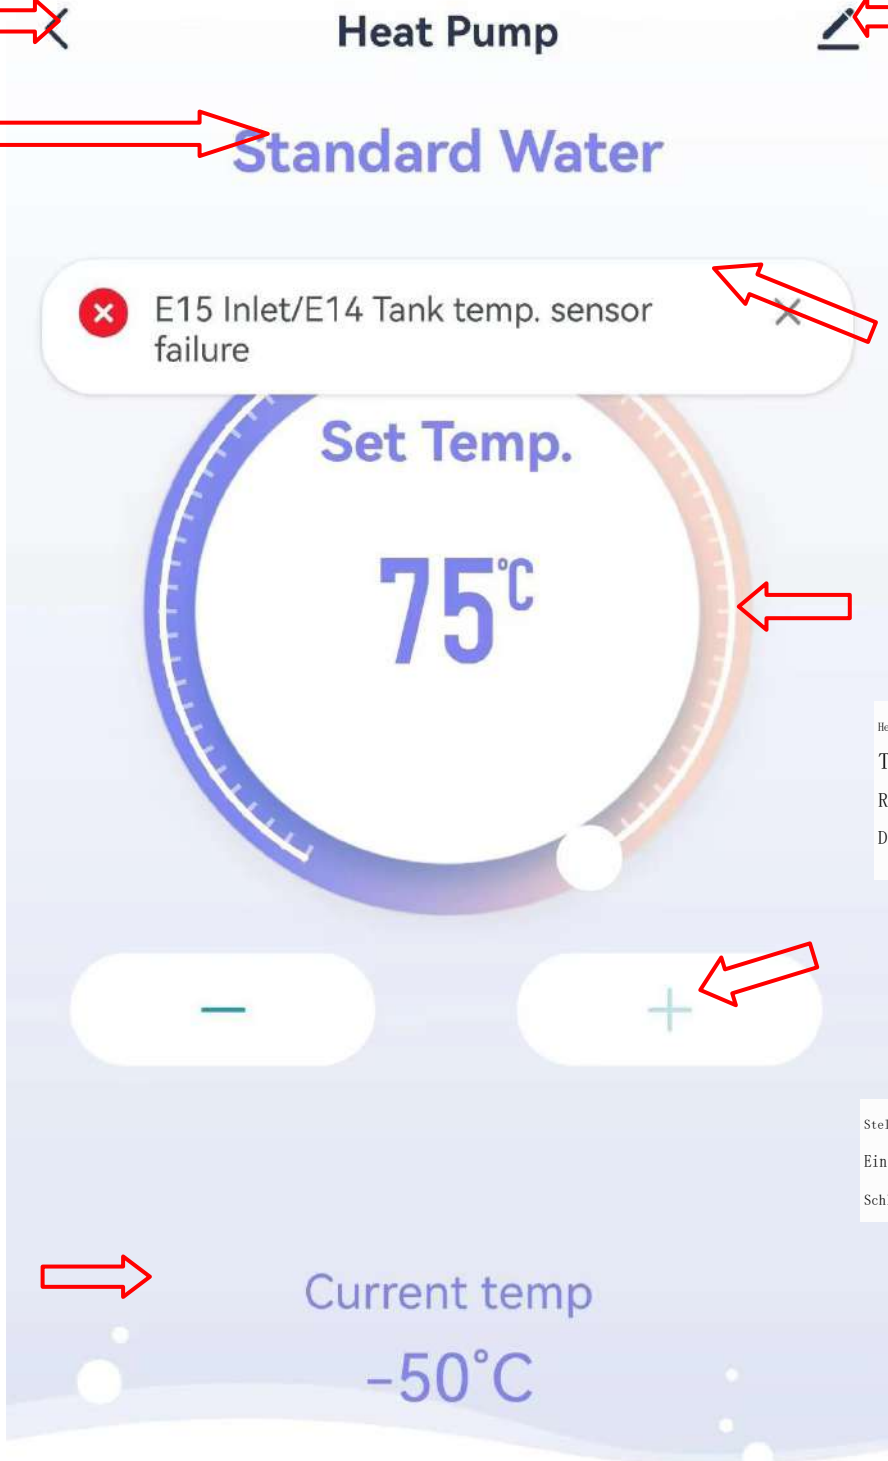 Heat Pump
Standard Water
E15 Inlet/E14 Tank temp. sensor
failure
Set Temp.
75°C
Current temp
-50°C